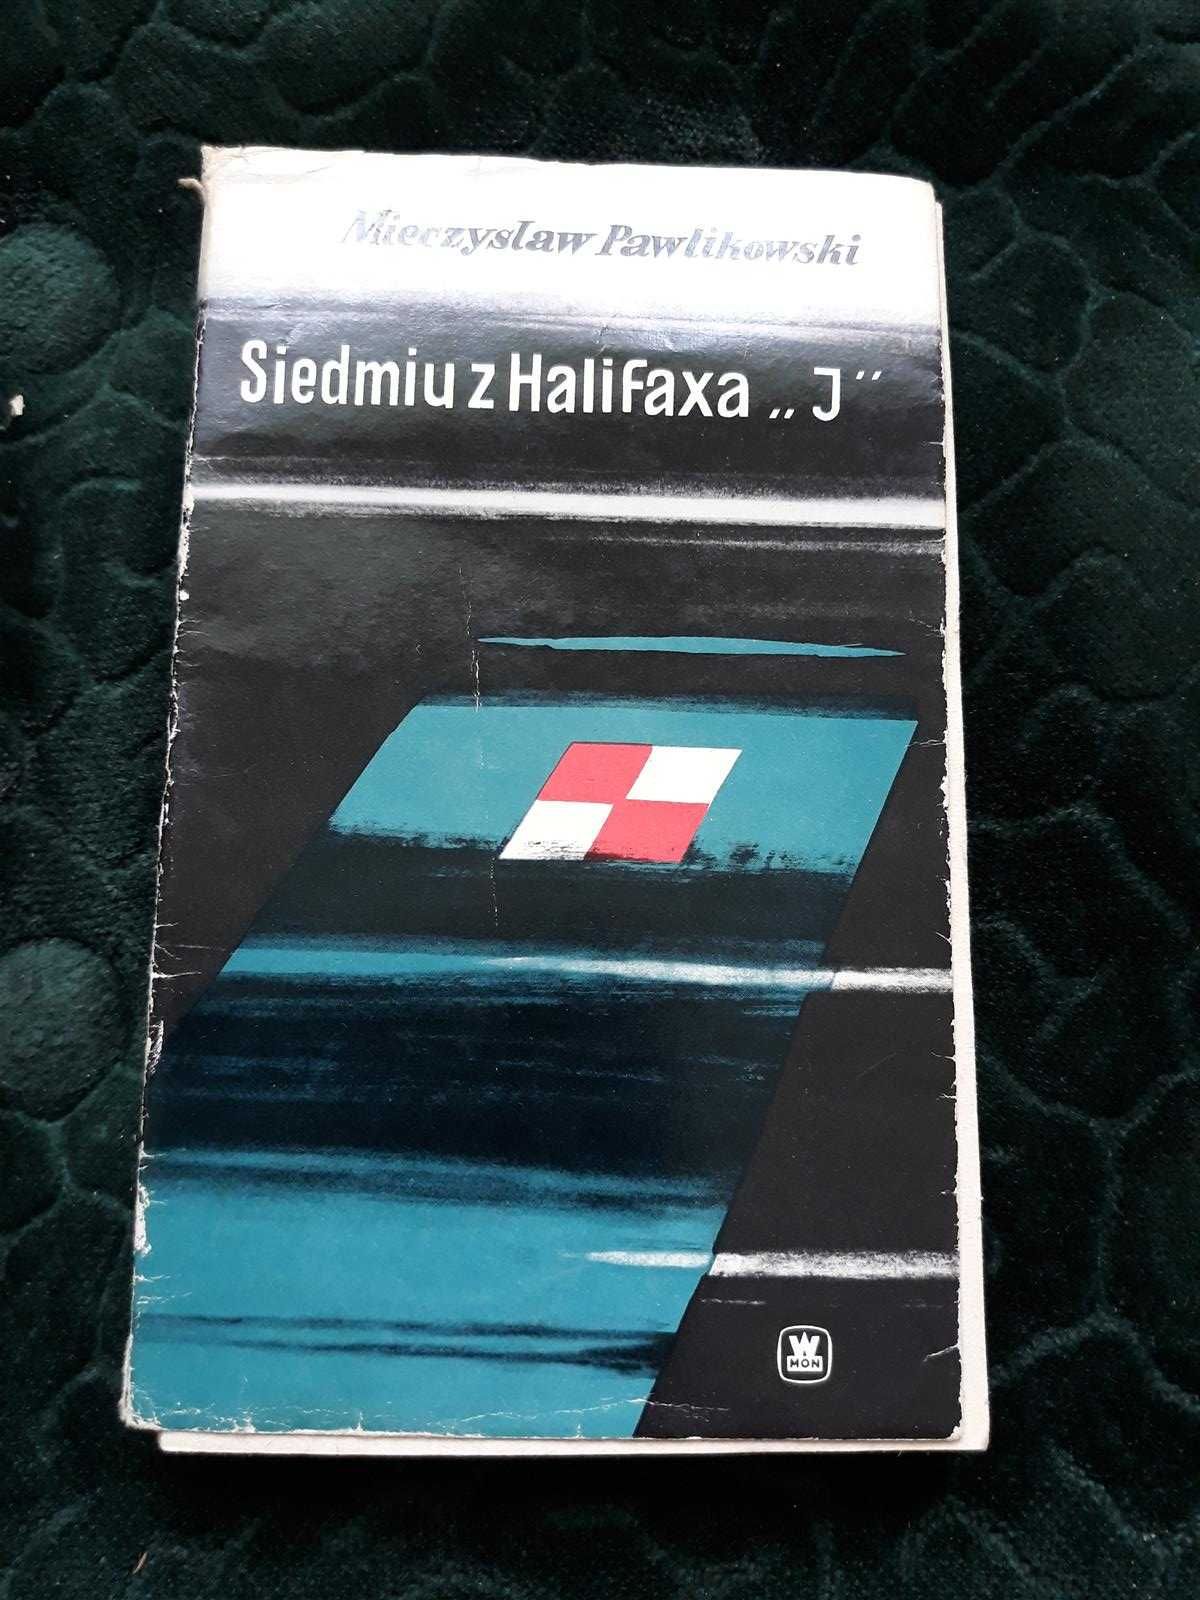 Mieczysław Pawlikowski
Siedmiu z Halifaxa „J”
W
MON